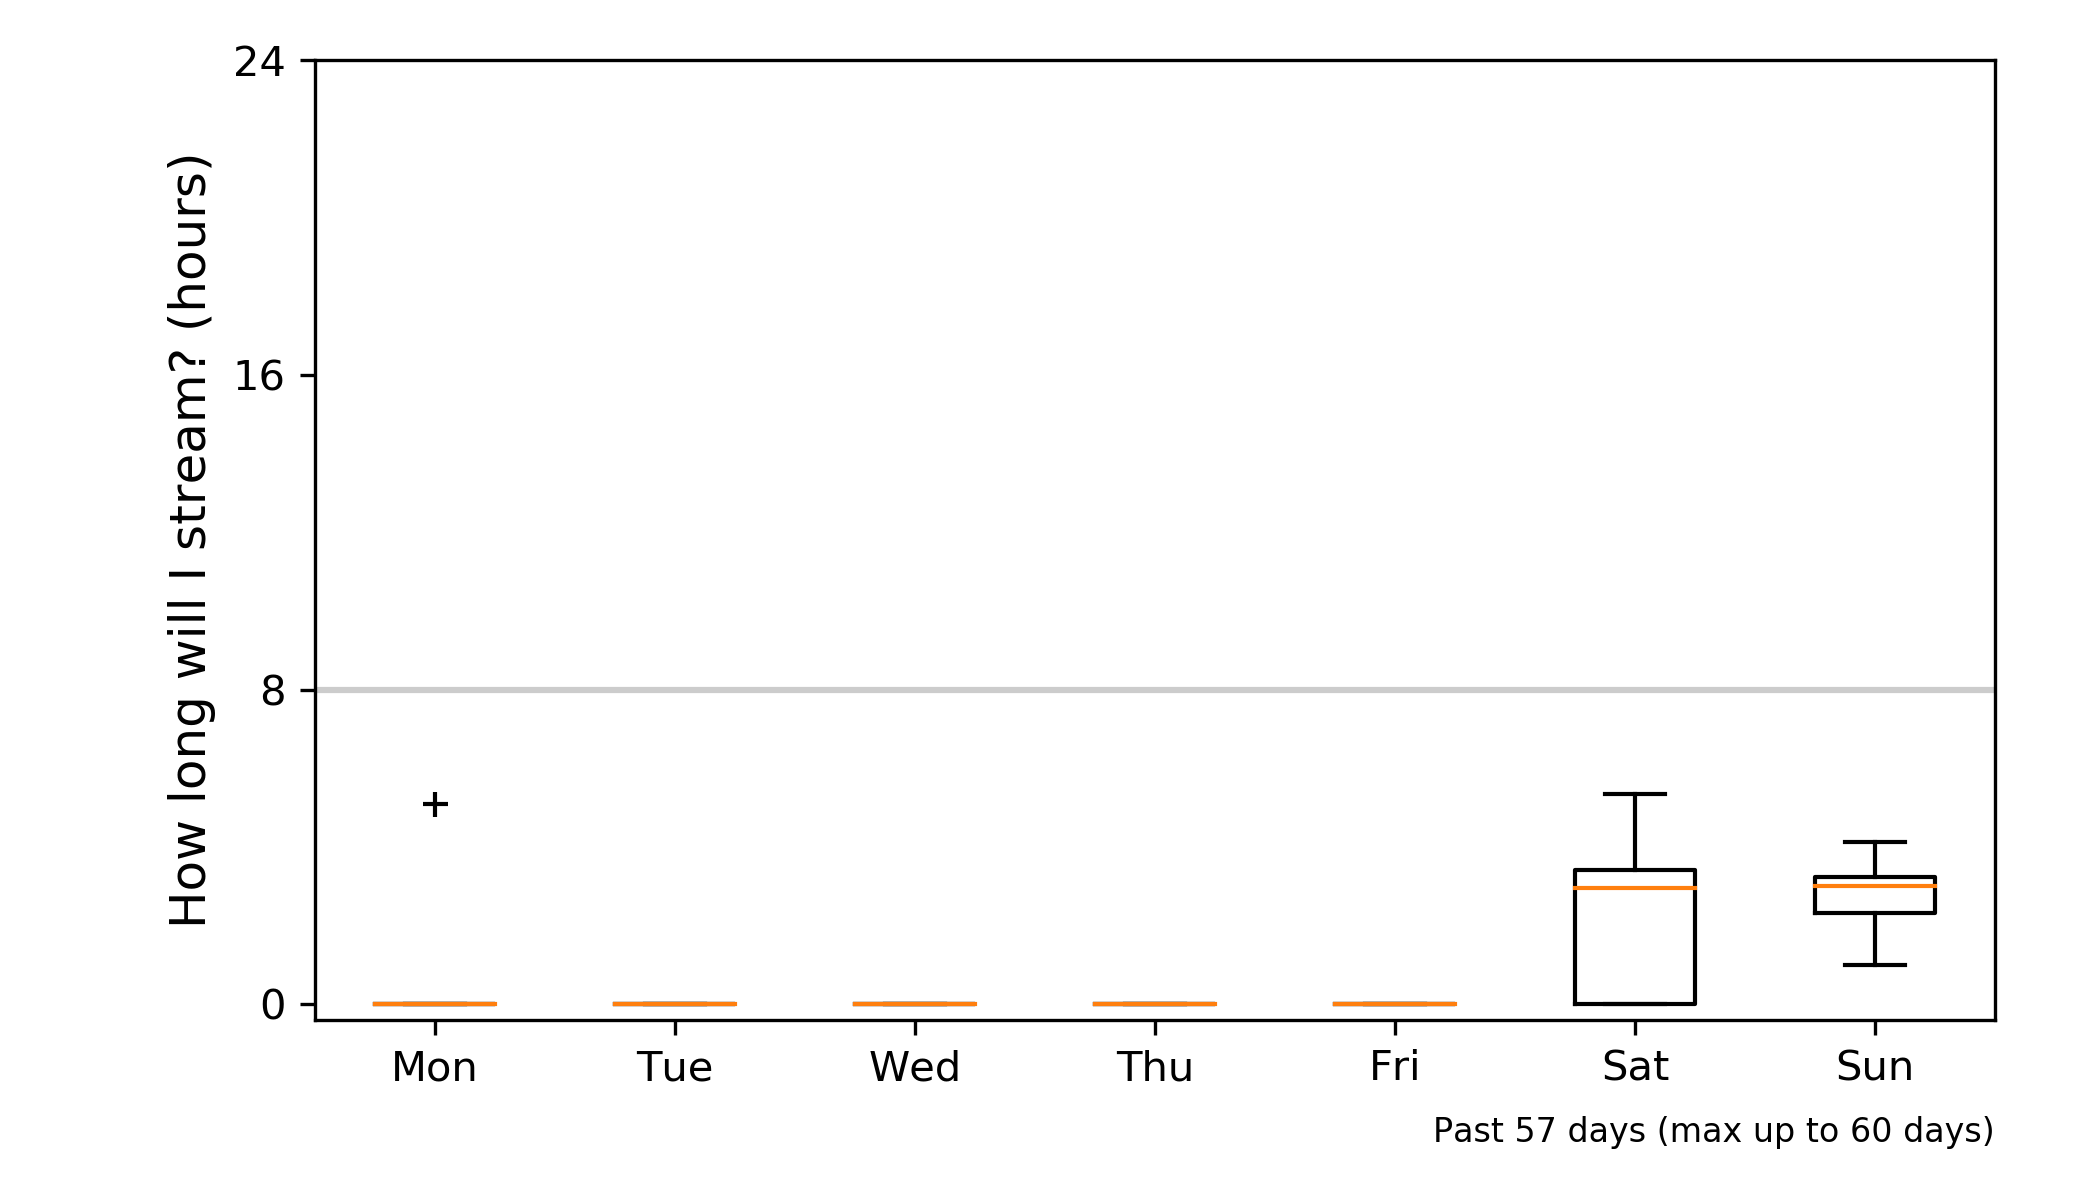 How long will I stream? (hours)
24
16
8
0
Mon Tue Wed Thu Fri Sat Sun
Past 57 days (max up to 60 days)